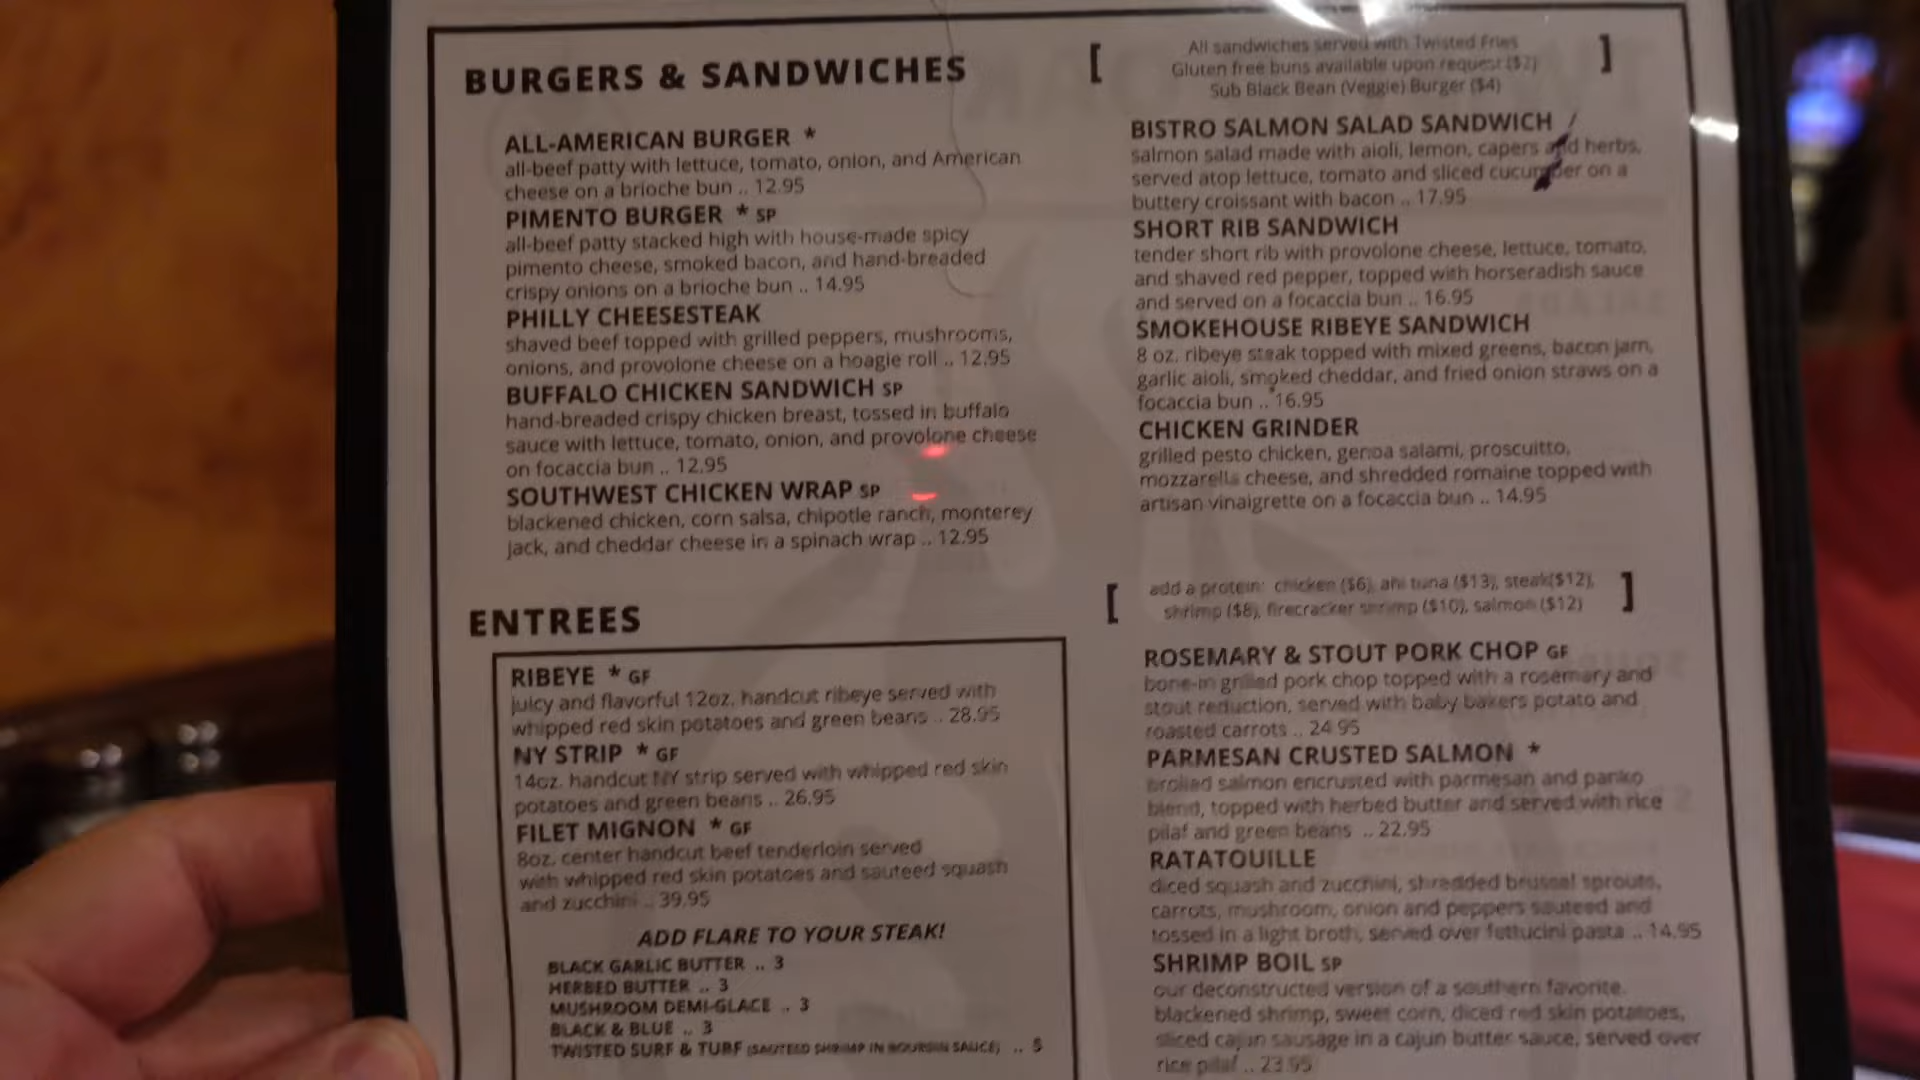 BURGERS & SANDWICHES
ALL-AMERICAN BURGER *
all-beef patty with lettuce, tomato, onion, and American
cheese on a brioche bun .. 12.95
PIMENTO BURGER * SP
all-beef patty stacked high with house-made spicy
pimento cheese, smoked bacon, and hand-breaded
crispy onions on a brioche bun .. 14.95
PHILLY CHEESESTEAK
shaved beef topped with grilled peppers, mushrooms,
onions, and provolone cheese on a hoagie roll .. 12.95
BUFFALO CHICKEN SANDWICH SP
hand-breaded crispy chicken breast, tossed in buffalo
sauce with lettuce, tomato, onion, and provolone cheese
on focaccia bun .. 12.95
SOUTHWEST CHICKEN WRAP SP
blackened chicken, corn salsa, chipotle ranch, monterey
jack, and cheddar cheese in a spinach wrap .. 12.95
[ All sandwiches served with Twisted Fries
Gluten free buns available upon request ($2)
Sub Black Bean (Veggie) Burger ($4) ]
BISTRO SALMON SALAD SANDWICH
salmon salad made with aioli, lemon, capers and herbs,
served atop lettuce, tomato and sliced cucumber on a
buttery croissant with bacon .. 17.95
SHORT RIB SANDWICH
tender short rib with provolone cheese, lettuce, tomato,
and shaved red pepper, topped with horseradish sauce
and served on a focaccia bun .. 16.95
SMOKEHOUSE RIBEYE SANDWICH
8 oz. ribeye steak topped with mixed greens, bacon jam,
garlic aioli, smoked cheddar, and fried onion straws on a
focaccia bun .. 16.95
CHICKEN GRINDER
grilled pesto chicken, genoa salami, proscuitto,
mozzarella cheese, and shredded romaine topped with
artisan vinaigrette on a focaccia bun .. 14.95
ENTREES
RIBEYE * GF
juicy and flavorful 12oz. handcut ribeye served with
whipped red skin potatoes and green beans .. 28.95
NY STRIP * GF
14oz. handcut NY strip served with whipped red skin
potatoes and green beans .. 26.95
FILET MIGNON * GF
8oz. center handcut beef tenderloin served
with whipped red skin potatoes and sauteed squash
and zucchini .. 39.95
ADD FLARE TO YOUR STEAK!
BLACK GARLIC BUTTER .. 3
HERBED BUTTER .. 3
MUSHROOM DEMI-GLACE .. 3
BLACK & BLUE .. 3
TWISTED SURF & TURF (SAUTEED SHRIMP IN BOURSIN SAUCE) .. 5
[ add a protein: chicken ($6), ahi tuna ($13), steak($12),
shrimp ($8), firecracker shrimp ($10), salmon ($12) ]
ROSEMARY & STOUT PORK CHOP GF
bone-in grilled pork chop topped with a rosemary and
stout reduction, served with baby bakers potato and
roasted carrots .. 24.95
PARMESAN CRUSTED SALMON *
broiled salmon encrusted with parmesan and panko
blend, topped with herbed butter and served with rice
pilaf and green beans .. 22.95
RATATOUILLE
diced squash and zucchini, shredded brussel sprouts,
carrots, mushroom, onion and peppers sauteed and
tossed in a light broth, served over fettucini pasta .. 14.95
SHRIMP BOIL SP
our deconstructed version of a southern favorite.
blackened shrimp, sweet corn, diced red skin potatoes,
sliced cajun sausage in a cajun butter sauce, served over
rice pilaf .. 23.95